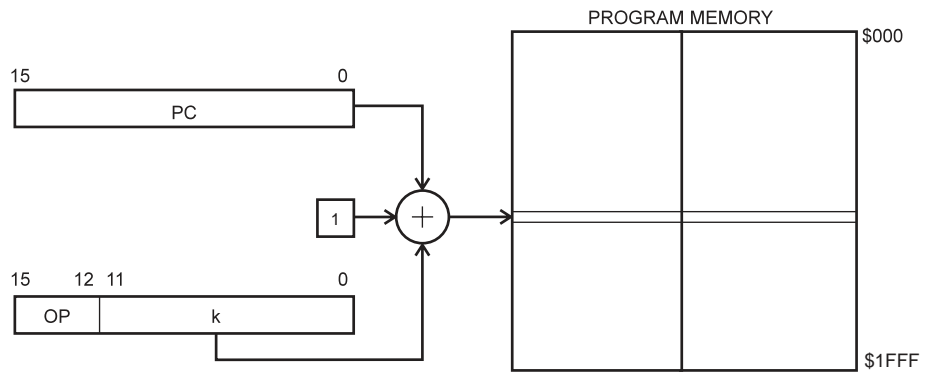 PROGRAM MEMORY
$000
15 0
PC
1
15 12 11 0
OP k
$1FFF
+